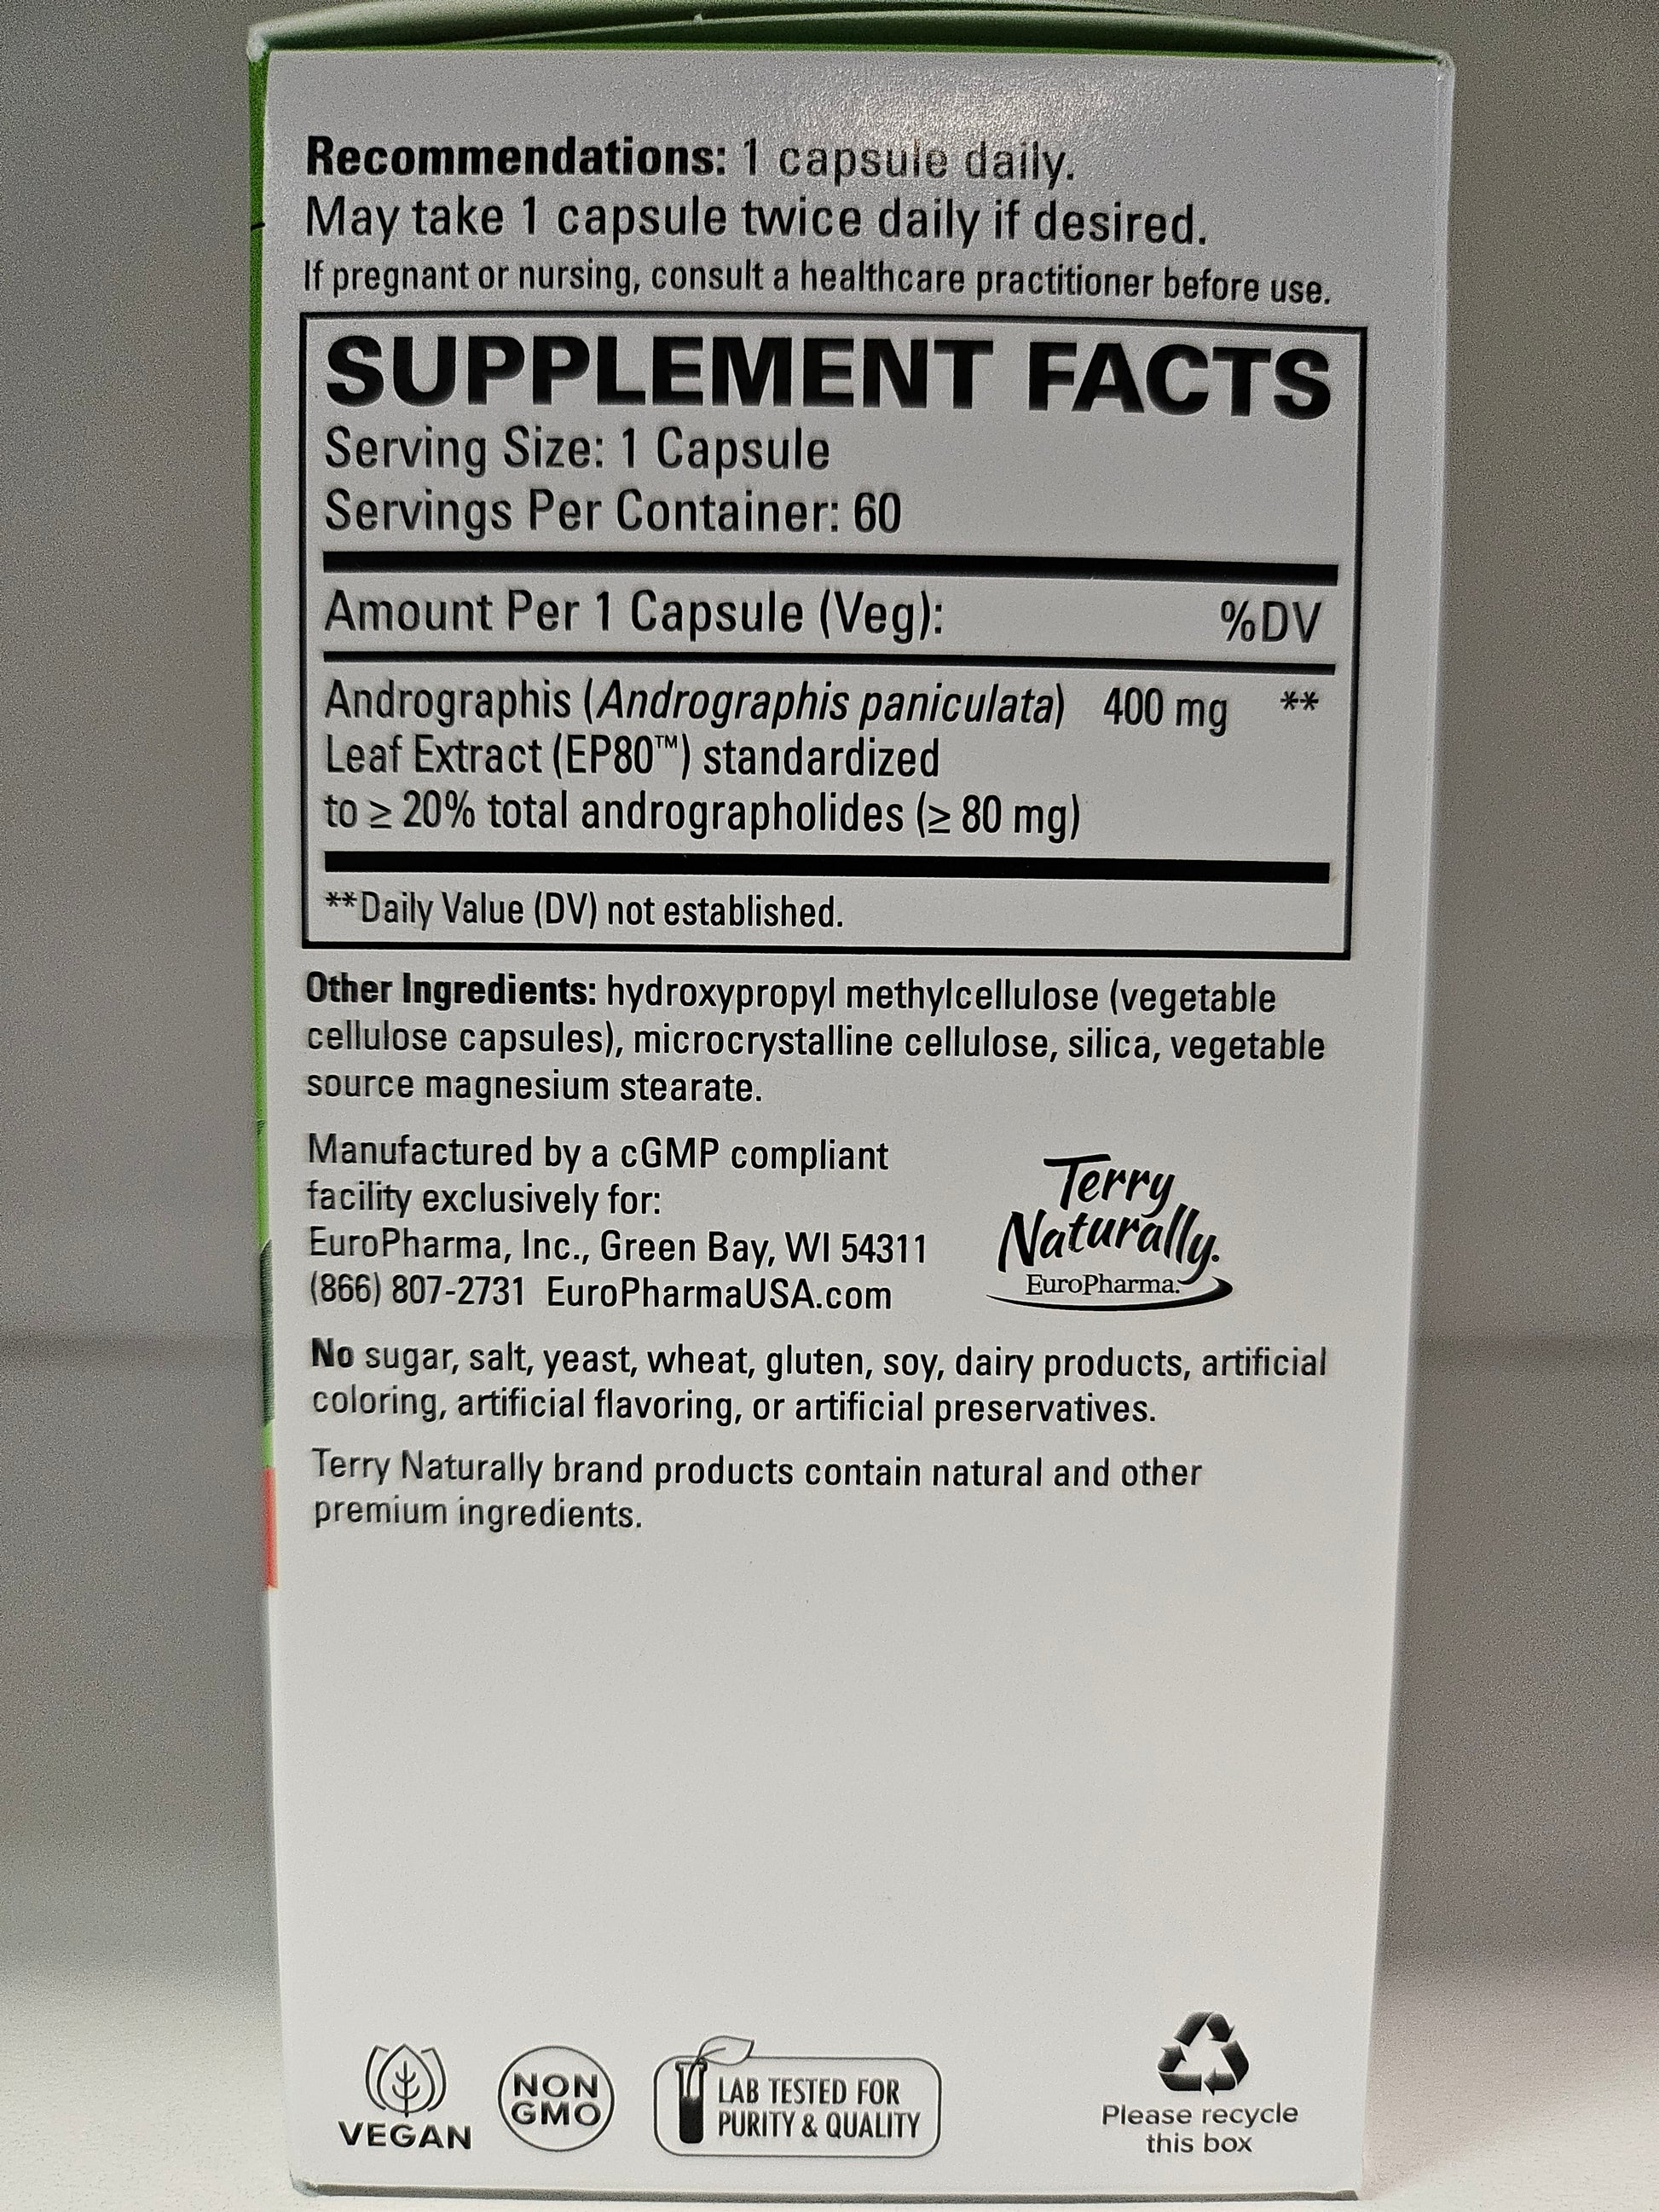 Recommendations: 1 capsule daily.
May take 1 capsule twice daily if desired.
If pregnant or nursing, consult a healthcare practitioner before use.
SUPPLEMENT FACTS
Serving Size: 1 Capsule
Servings Per Container: 60
Amount Per 1 Capsule (Veg): %DV
Andrographis (Andrographis paniculata) 400 mg **
Leaf Extract (EP80™) standardized
to ≥ 20% total andrographolides (≥ 80 mg)
**Daily Value (DV) not established.
Other Ingredients: hydroxypropyl methylcellulose (vegetable
cellulose capsules), microcrystalline cellulose, silica, vegetable
source magnesium stearate.
Manufactured by a cGMP compliant
facility exclusively for:
EuroPharma, Inc., Green Bay, WI 54311
(866) 807-2731 EuroPharmaUSA.com
Terry
Naturally.
EuroPharma.
No sugar, salt, yeast, wheat, gluten, soy, dairy products, artificial
coloring, artificial flavoring, or artificial preservatives.
Terry Naturally brand products contain natural and other
premium ingredients.
VEGAN
NON
GMO
LAB TESTED FOR
PURITY & QUALITY
Please recycle
this box